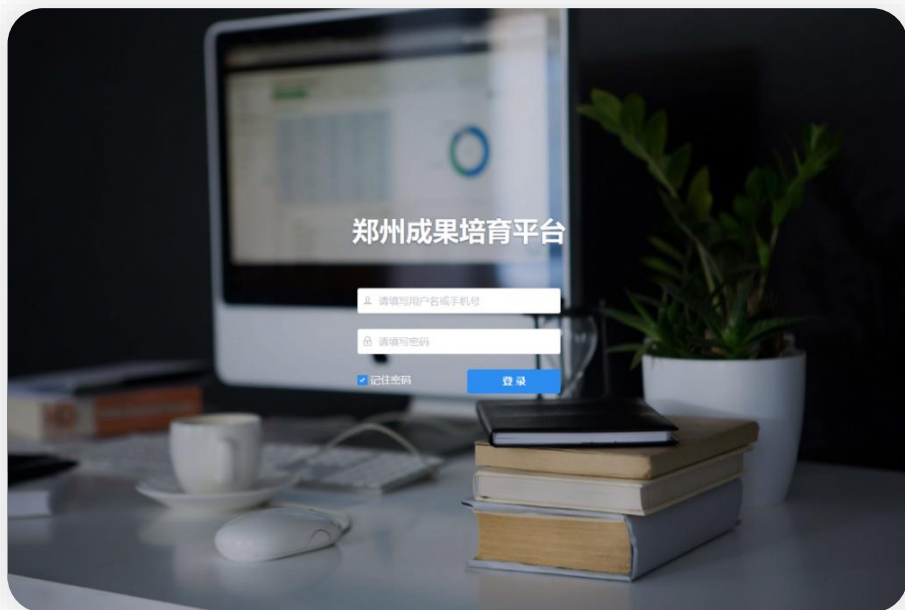 郑州成果培育平台
请填写用户名或手机号
请填写密码
记住密码
登录